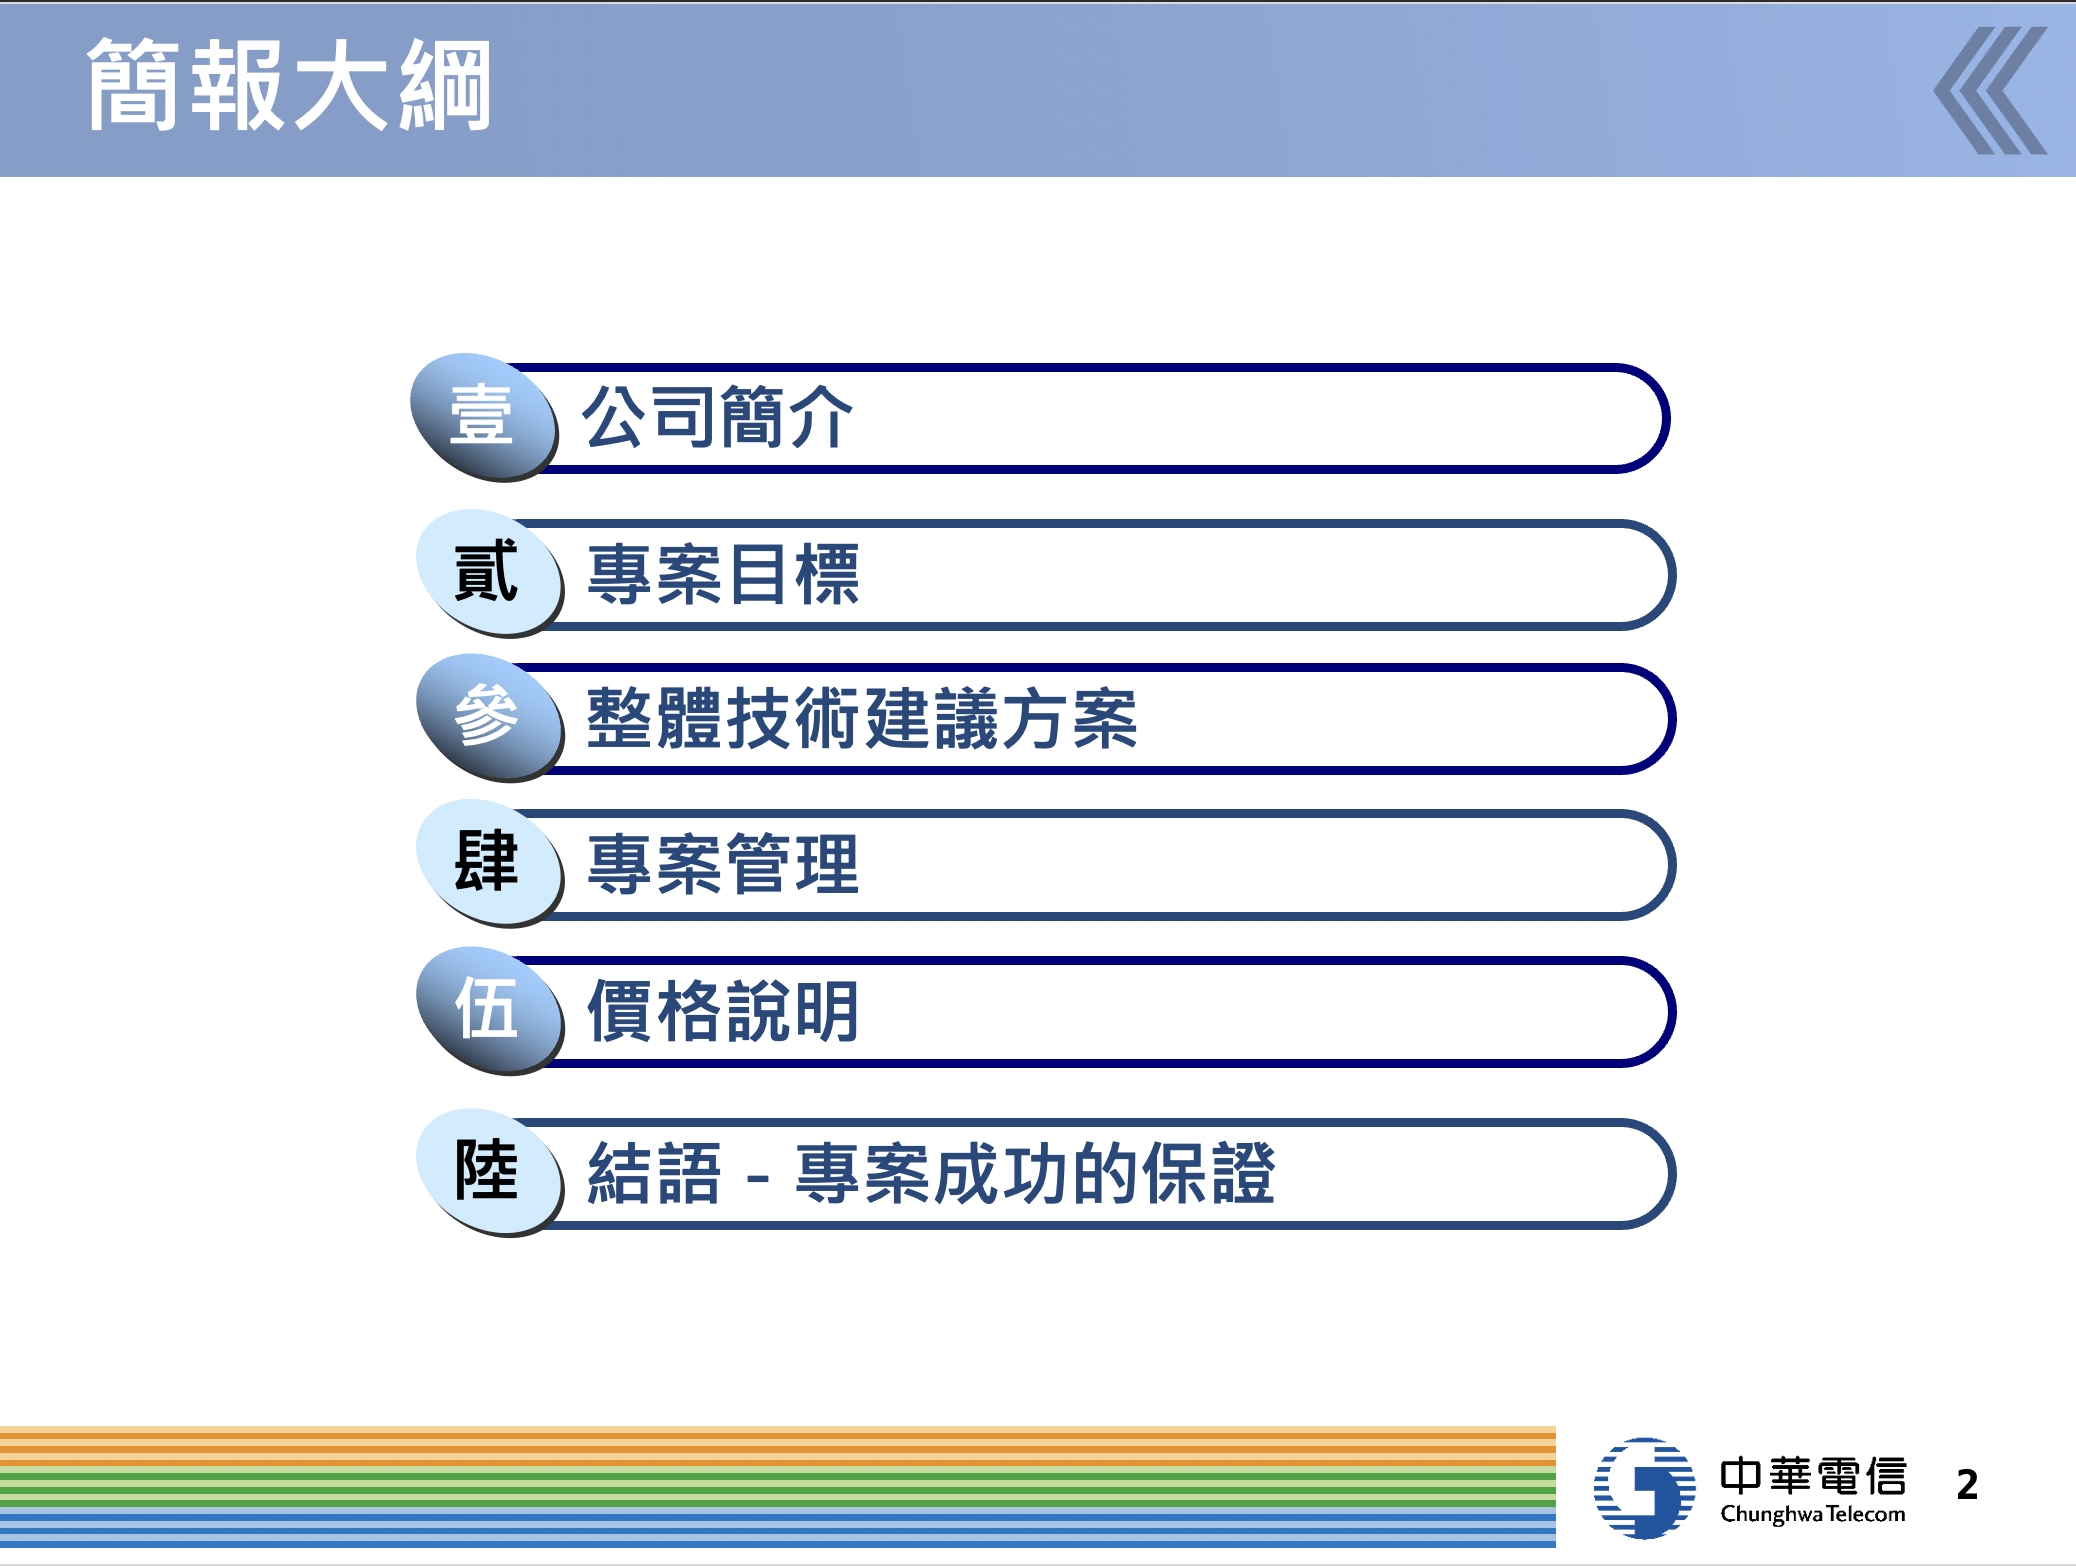 簡報大綱
壹 公司簡介
貳 專案目標
參 整體技術建議方案
肆 專案管理
伍 價格說明
陸 結語 - 專案成功的保證
中華電信
Chunghwa Telecom
2